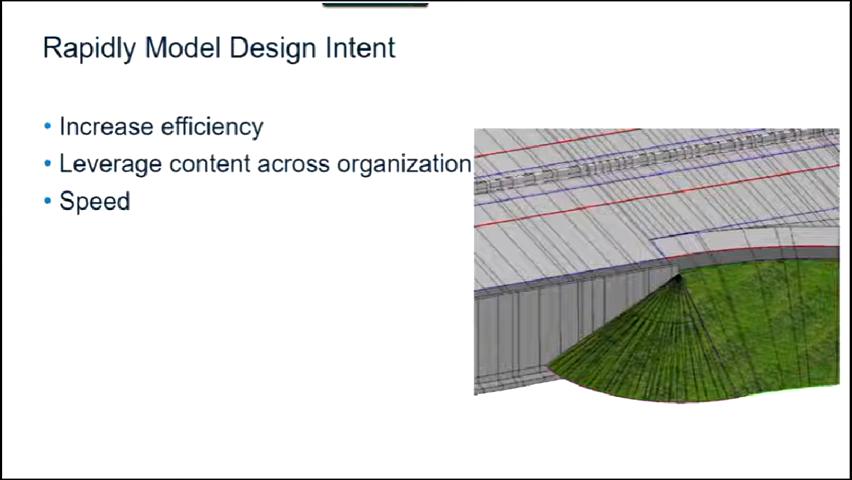 Rapidly Model Design Intent
• Increase efficiency
• Leverage content across organization
• Speed